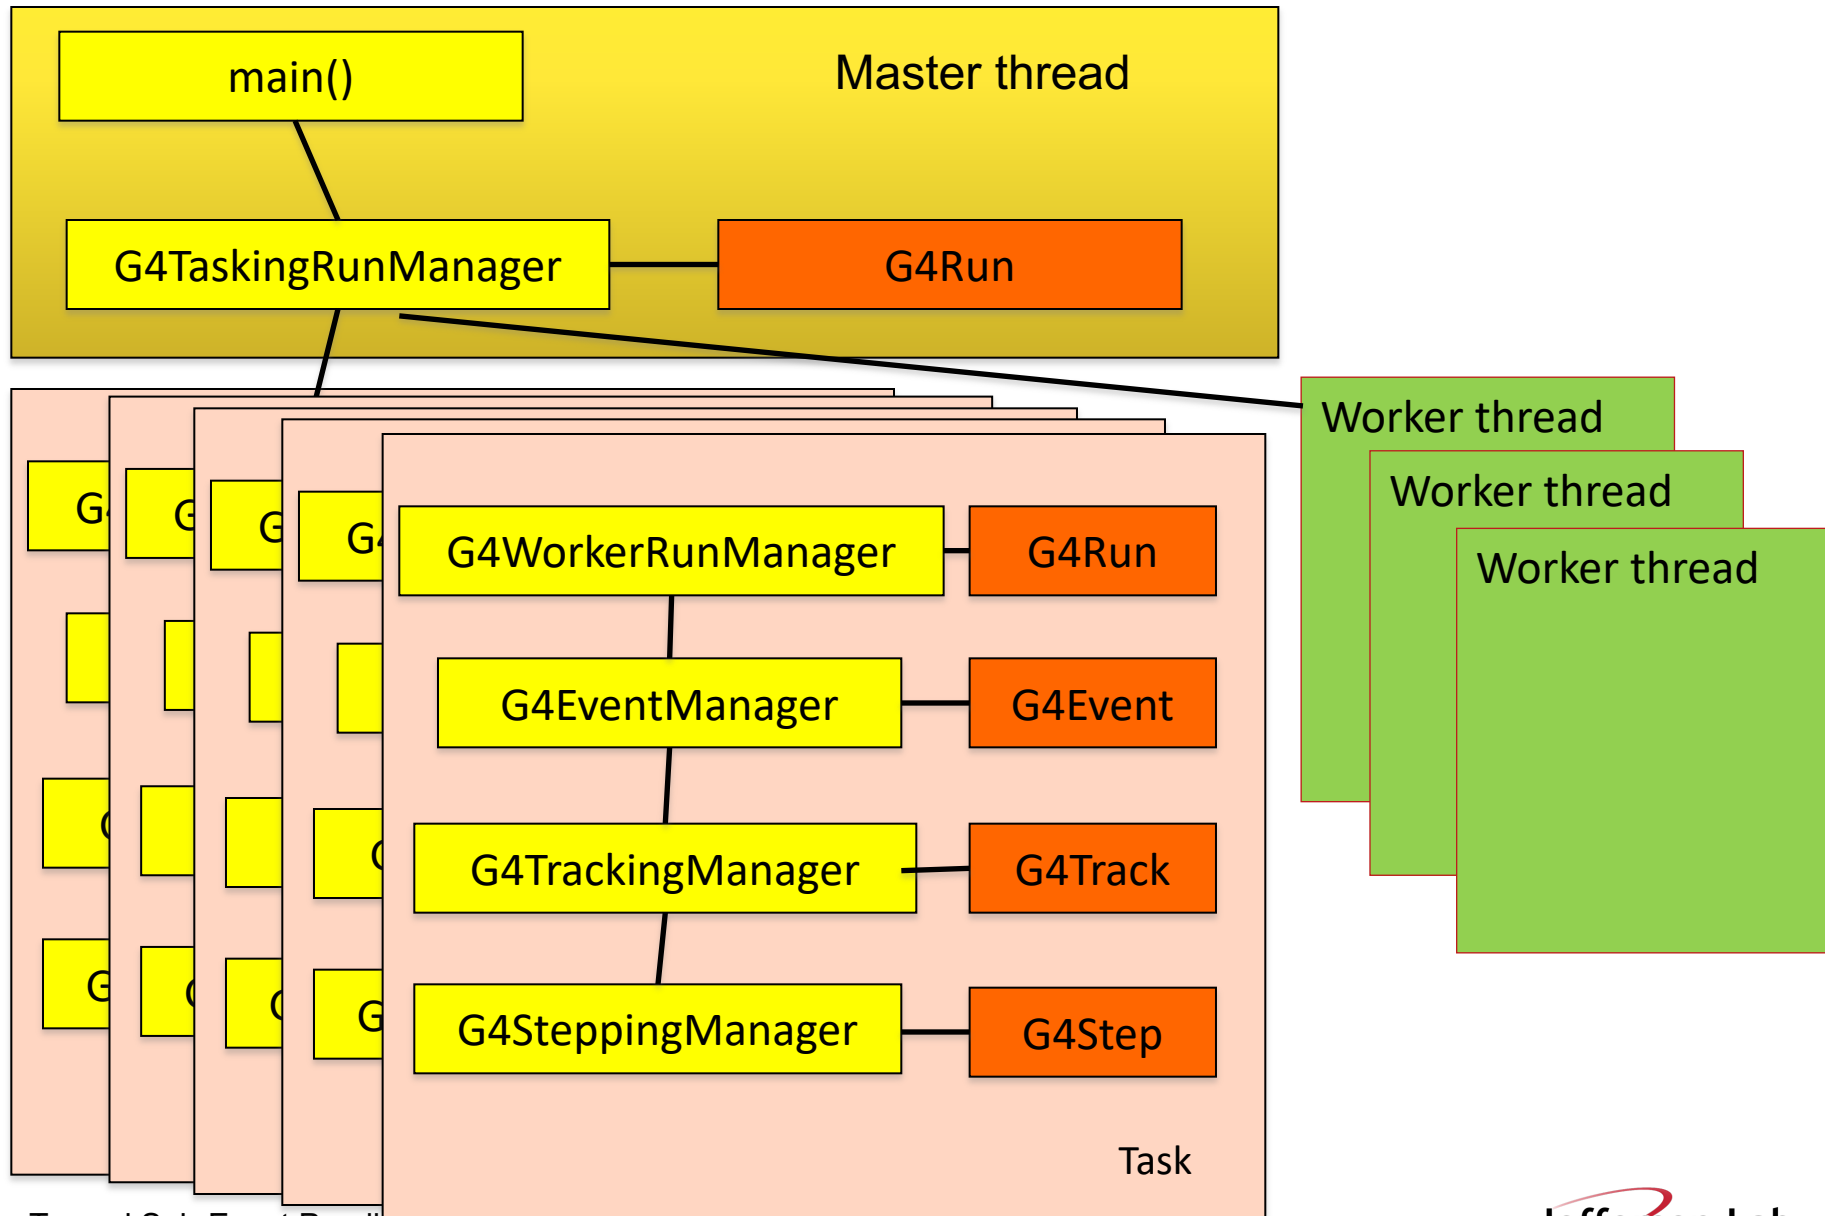 main()
Master thread
G4TaskingRunManager
G4Run
Worker thread
Worker thread
Worker thread
G4WorkerRunManager
G4Run
G4EventManager
G4Event
G4TrackingManager
G4Track
G4SteppingManager
G4Step
Task